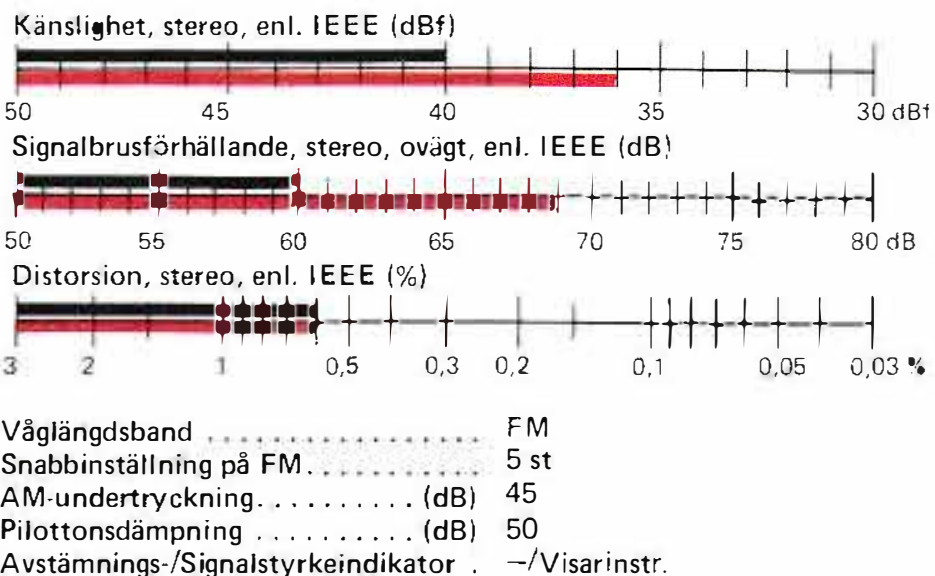 Känslighet, stereo, enl. IEEE (dBf)
50 45 40 35 30 dBf
Signalbrusförhållande, stereo, ovägt, enl. IEEE (dB)
50 55 60 65 70 75 80 dB
Distorsion, stereo, enl. IEEE (%)
3 2 1 0,5 0,3 0,2 0,1 0,05 0,03 %
Våglängdsband ................ FM
Snabbinställning på FM............ 5 st
AM-undertryckning.......... (dB) 45
Pilottonsdämpning .......... (dB) 50
Avstämnings-/Signalstyrkeindikator . –/Visarinstr.